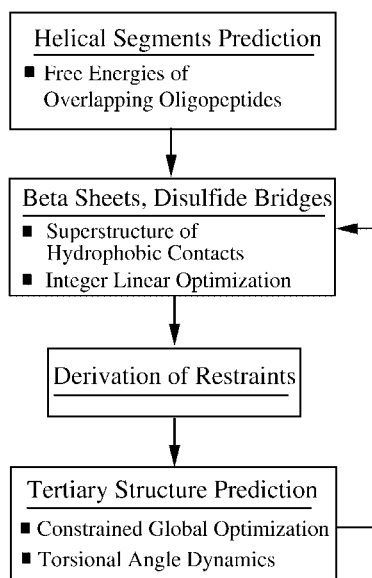 Helical Segments Prediction
■ Free Energies of
Overlapping Oligopeptides
Beta Sheets, Disulfide Bridges
■ Superstructure of
Hydrophobic Contacts
■ Integer Linear Optimization
Derivation of Restraints
Tertiary Structure Prediction
■ Constrained Global Optimization
■ Torsional Angle Dynamics